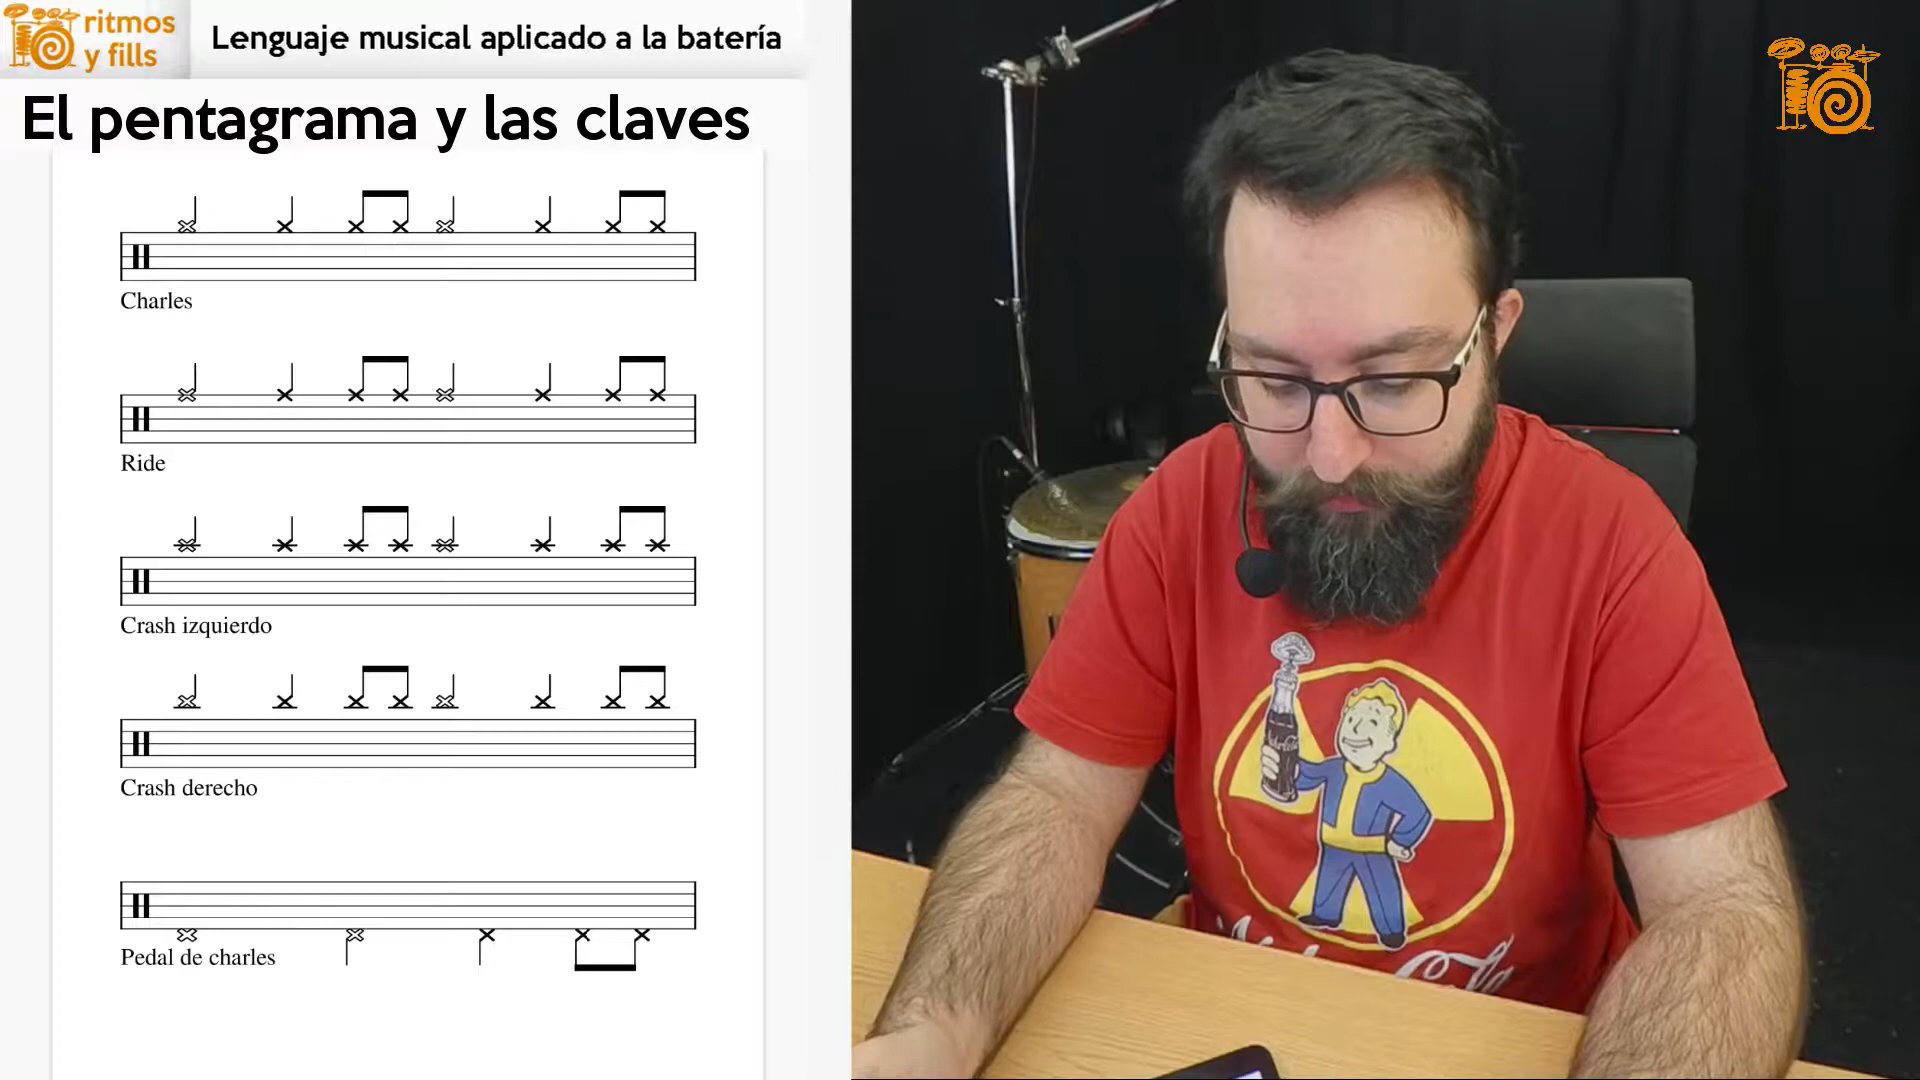 ritmos
y fills
Lenguaje musical aplicado a la batería
El pentagrama y las claves
Charles
Ride
Crash izquierdo
Crash derecho
Pedal de charles